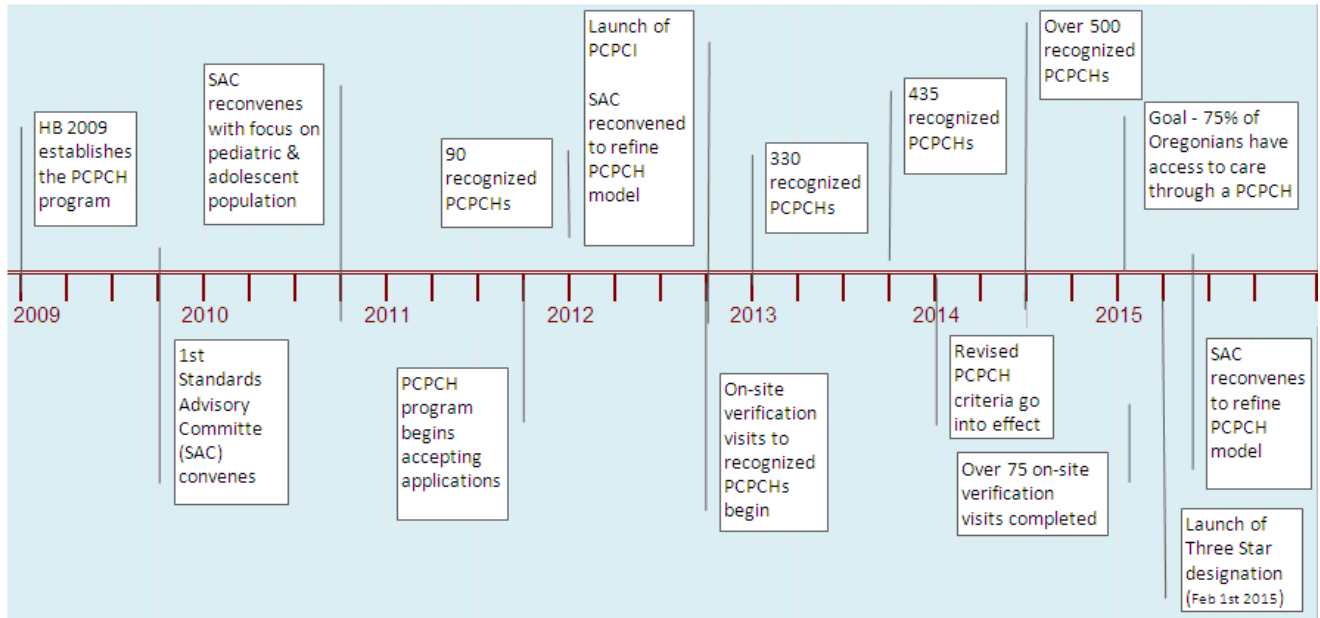 HB 2009
establishes
the PCPCH
program
SAC
reconvenes
with focus on
pediatric &
adolescent
population
90
recognized
PCPCHs
Launch of
PCPCI
SAC
reconvened
to refine
PCPCH
model
330
recognized
PCPCHs
435
recognized
PCPCHs
Over 500
recognized
PCPCHs
Goal - 75% of
Oregonians have
access to care
through a PCPCH
2009
2010
2011
2012
2013
2014
2015
1st
Standards
Advisory
Committe
(SAC)
convenes
PCPCH
program
begins
accepting
applications
On-site
verification
visits to
recognized
PCPCHs
begin
Revised
PCPCH
criteria go
into effect
Over 75 on-site
verification
visits completed
SAC
reconvenes
to refine
PCPCH
model
Launch of
Three Star
designation
(Feb 1st 2015)